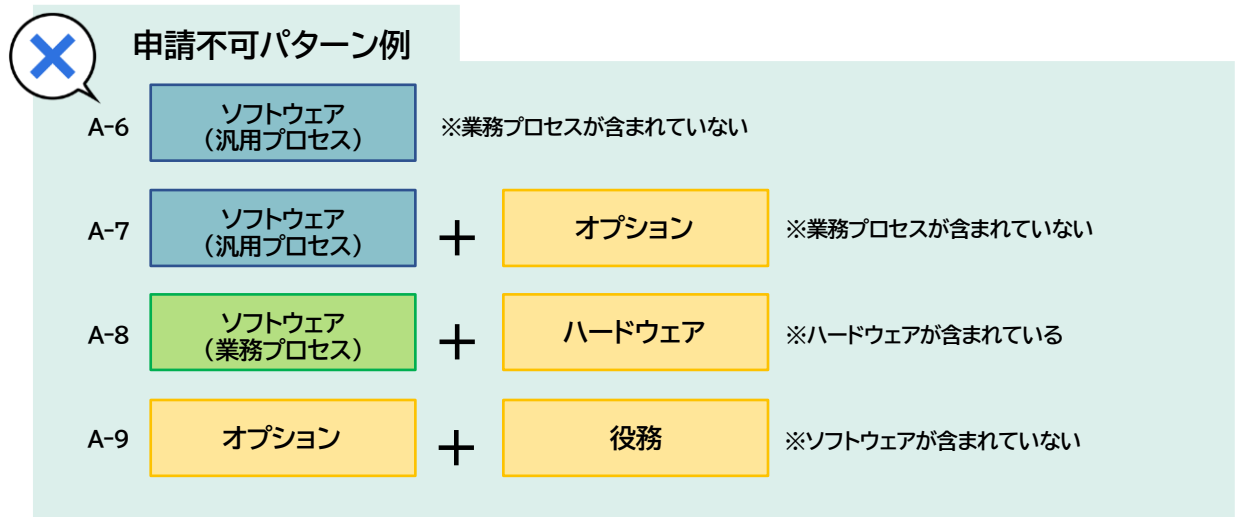 申請不可パターン例
A-6
ソフトウェア
（汎用プロセス）
※業務プロセスが含まれていない
A-7
ソフトウェア
（汎用プロセス）
＋
オプション
※業務プロセスが含まれていない
A-8
ソフトウェア
（業務プロセス）
＋
ハードウェア
※ハードウェアが含まれている
A-9
オプション
＋
役務
※ソフトウェアが含まれていない